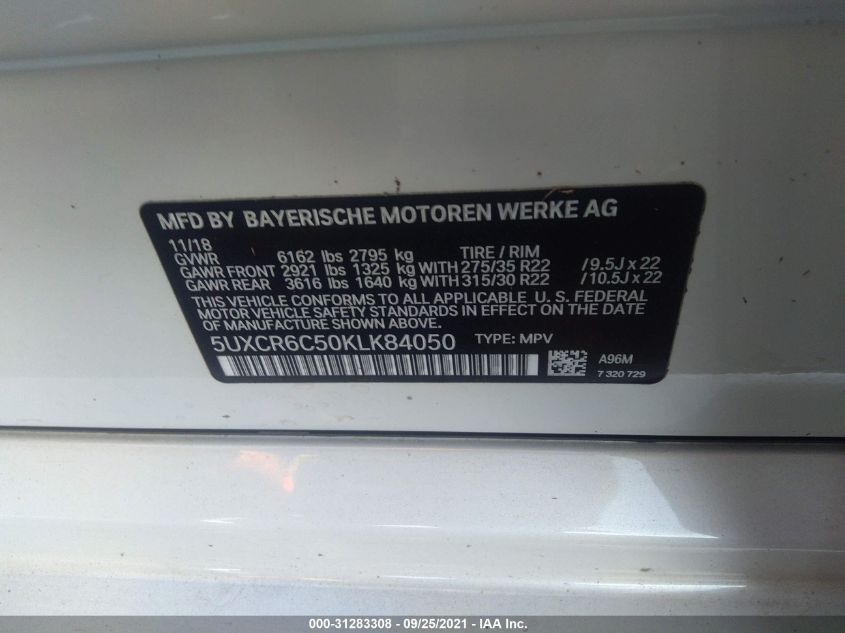 MFD BY BAYERISCHE MOTOREN WERKE AG
11/18
GVWR 6162 lbs 2795 kg TIRE / RIM
GAWR FRONT 2921 lbs 1325 kg WITH 275/35 R22 / 9.5J x 22
GAWR REAR 3616 lbs 1640 kg WITH 315/30 R22 / 10.5J x 22
THIS VEHICLE CONFORMS TO ALL APPLICABLE U. S. FEDERAL
MOTOR VEHICLE SAFETY STANDARDS IN EFFECT ON THE DATE
OF MANUFACTURE SHOWN ABOVE.
5UXCR6C50KLK84050 TYPE: MPV
A96M
7 320 729
000-31283308 - 09/25/2021 - IAA Inc.